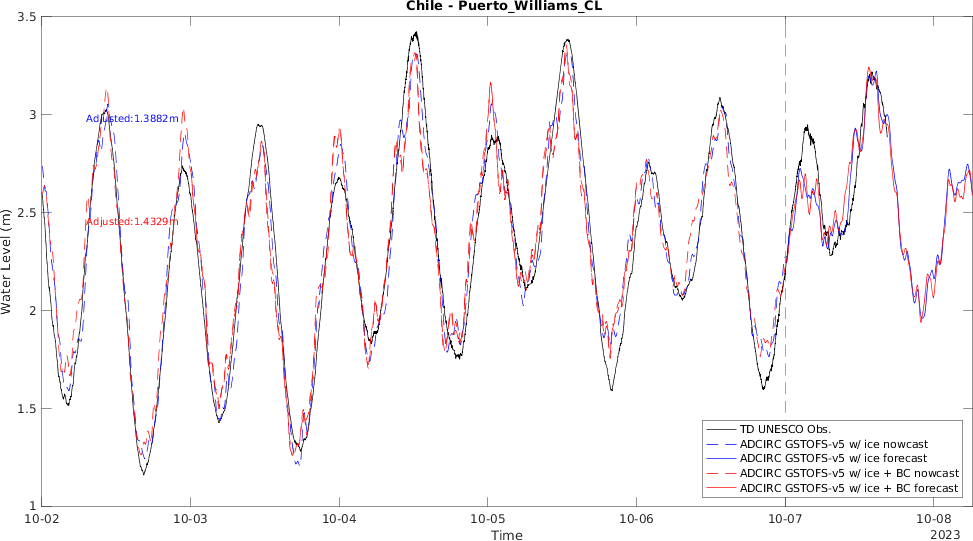 Chile - Puerto_Williams_CL
3.5
3
2.5
2
1.5
1
Water Level (m)
Adjusted:1.3882m
Adjusted:1.4329m
TD UNESCO Obs.
ADCIRC GSTOFS-v5 w/ ice nowcast
ADCIRC GSTOFS-v5 w/ ice forecast
ADCIRC GSTOFS-v5 w/ ice + BC nowcast
ADCIRC GSTOFS-v5 w/ ice + BC forecast
10-02 10-03 10-04 10-05 10-06 10-07 10-08
Time
2023